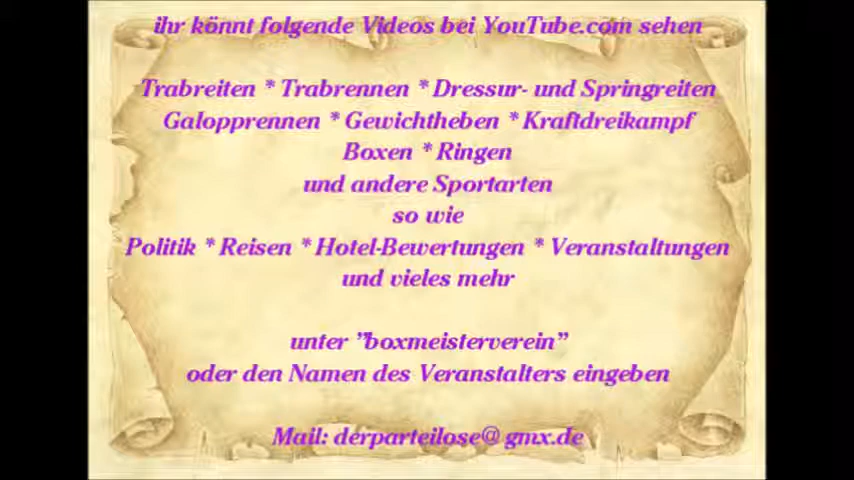 ihr könnt folgende Videos bei YouTube.com sehen
Trabreiten * Trabrennen * Dressur- und Springreiten
Galopprennen * Gewichtheben * Kraftdreikampf
Boxen * Ringen
und andere Sportarten
so wie
Politik * Reisen * Hotel-Bewertungen * Veranstaltungen
und vieles mehr
unter "boxmeisterverein"
oder den Namen des Veranstalters eingeben
Mail: derparteilose@gmx.de